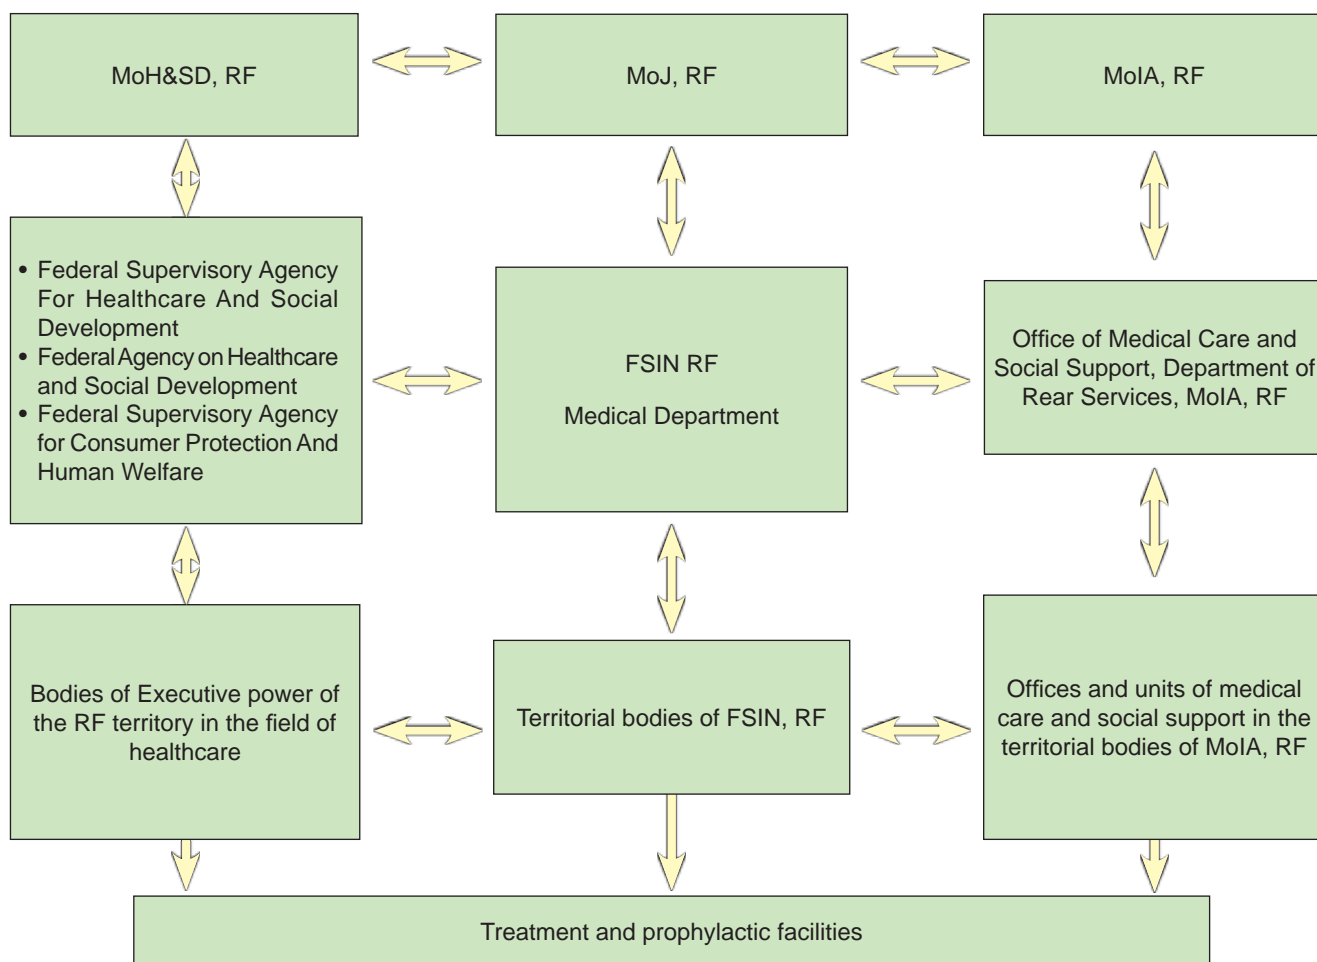 MoH&SD, RF
MoJ, RF
MoIA, RF
• Federal Supervisory Agency
For Healthcare And Social
Development
• Federal Agency on Healthcare
and Social Development
• Federal Supervisory Agency
for Consumer Protection And
Human Welfare
FSIN RF
Medical Department
Office of Medical Care and
Social Support, Department of
Rear Services, MoIA, RF
Bodies of Executive power of
the RF territory in the field of
healthcare
Territorial bodies of FSIN, RF
Offices and units of medical
care and social support in the
territorial bodies of MoIA, RF
Treatment and prophylactic facilities